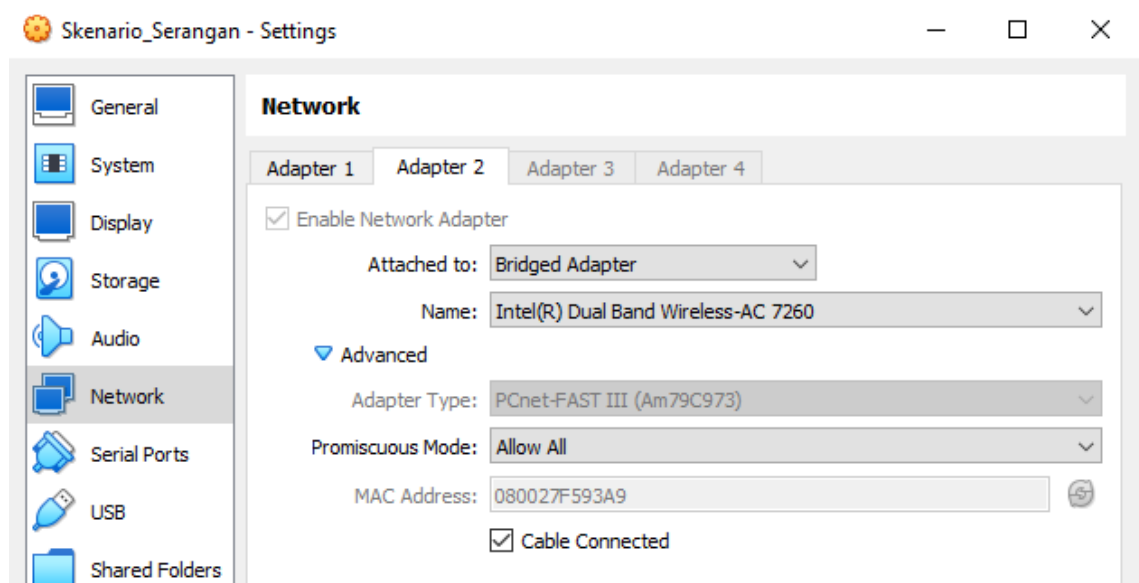 Skenario_Serangan - Settings
General
System
Display
Storage
Audio
Network
Serial Ports
USB
Shared Folders
Network
Adapter 1 Adapter 2 Adapter 3 Adapter 4
Enable Network Adapter
Attached to: Bridged Adapter
Name: Intel(R) Dual Band Wireless-AC 7260
Advanced
Adapter Type: PCnet-FAST III (Am79C973)
Promiscuous Mode: Allow All
MAC Address: 080027F593A9
Cable Connected